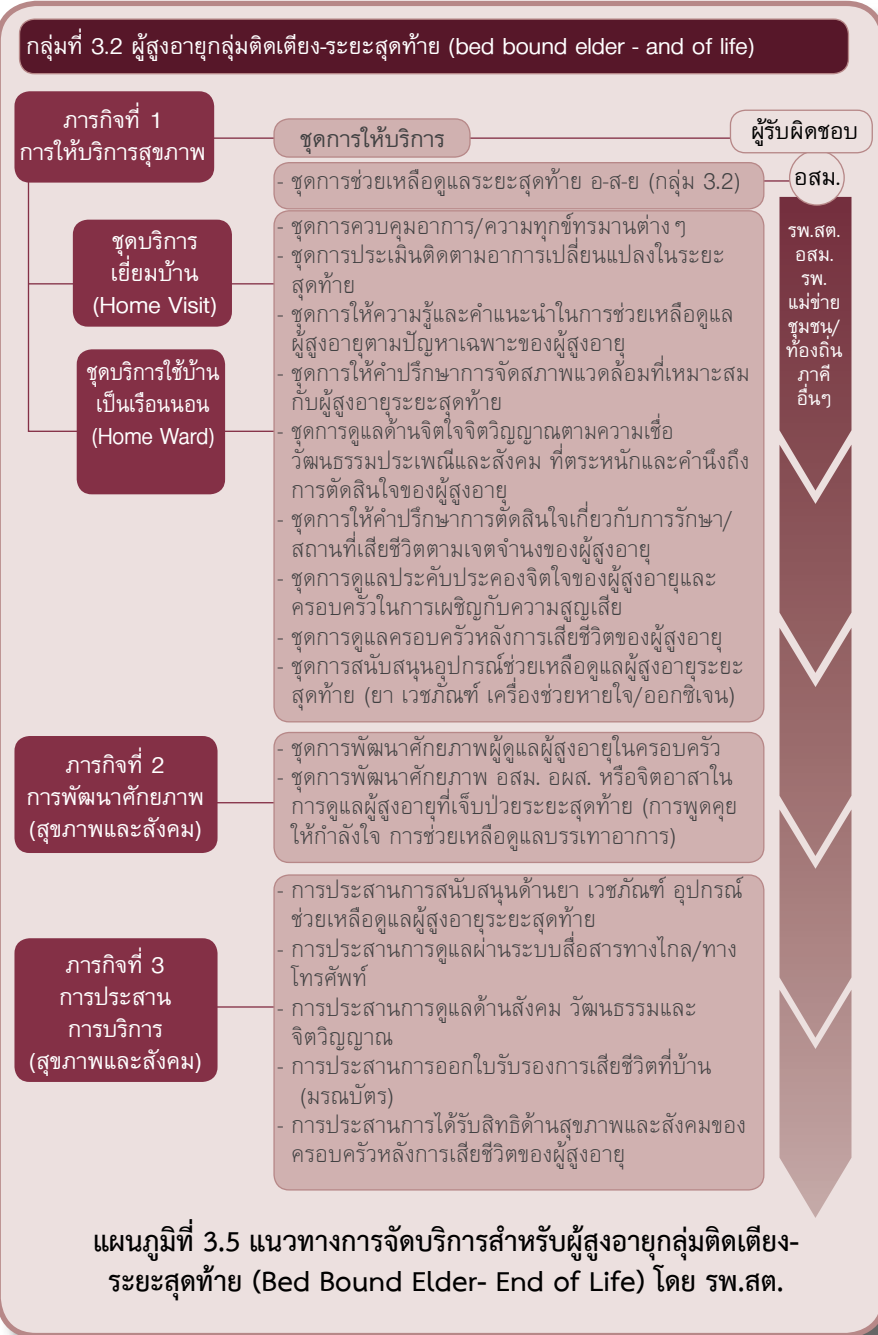 กลุ่มที่ 3.2 ผู้สูงอายุกลุ่มติดเตียง-ระยะสุดท้าย (bed bound elder - and of life)
ภารกิจที่ 1
การให้บริการสุขภาพ
ชุดการให้บริการ
ผู้รับผิดชอบ
- ชุดการช่วยเหลือดูแลระยะสุดท้าย อ-ส-ย (กลุ่ม 3.2)
อสม.
ชุดบริการ
เยี่ยมบ้าน
(Home Visit)
ชุดบริการใช้บ้าน
เป็นเรือนนอน
(Home Ward)
- ชุดการควบคุมอาการ/ความทุกข์ทรมานต่างๆ
- ชุดการประเมินติดตามอาการเปลี่ยนแปลงในระยะ
สุดท้าย
- ชุดการให้ความรู้และคำแนะนำในการช่วยเหลือดูแล
ผู้สูงอายุตามปัญหาเฉพาะของผู้สูงอายุ
- ชุดการให้คำปรึกษาการจัดสภาพแวดล้อมที่เหมาะสม
กับผู้สูงอายุระยะสุดท้าย
- ชุดการดูแลด้านจิตใจจิตวิญญาณตามความเชื่อ
วัฒนธรรมประเพณีและสังคม ที่ตระหนักและคำนึงถึง
การตัดสินใจของผู้สูงอายุ
- ชุดการให้คำปรึกษาการตัดสินใจเกี่ยวกับการรักษา/
สถานที่เสียชีวิตตามเจตจำนงของผู้สูงอายุ
- ชุดการดูแลประคับประคองจิตใจของผู้สูงอายุและ
ครอบครัวในการเผชิญกับความสูญเสีย
- ชุดการดูแลครอบครัวหลังการเสียชีวิตของผู้สูงอายุ
- ชุดการสนับสนุนอุปกรณ์ช่วยเหลือดูแลผู้สูงอายุระยะ
สุดท้าย (ยา เวชภัณฑ์ เครื่องช่วยหายใจ/ออกซิเจน)
รพ.สต.
อสม.
รพ.
แม่ข่าย
ชุมชน/
ท้องถิ่น
ภาคี
อื่นๆ
ภารกิจที่ 2
การพัฒนาศักยภาพ
(สุขภาพและสังคม)
- ชุดการพัฒนาศักยภาพผู้ดูแลผู้สูงอายุในครอบครัว
- ชุดการพัฒนาศักยภาพ อสม. อผส. หรือจิตอาสาใน
การดูแลผู้สูงอายุที่เจ็บป่วยระยะสุดท้าย (การพูดคุย
ให้กำลังใจ การช่วยเหลือดูแลบรรเทาอาการ)
ภารกิจที่ 3
การประสาน
การบริการ
(สุขภาพและสังคม)
- การประสานการสนับสนุนด้านยา เวชภัณฑ์ อุปกรณ์
ช่วยเหลือดูแลผู้สูงอายุระยะสุดท้าย
- การประสานการดูแลผ่านระบบสื่อสารทางไกล/ทาง
โทรศัพท์
- การประสานการดูแลด้านสังคม วัฒนธรรมและ
จิตวิญญาณ
- การประสานการออกใบรับรองการเสียชีวิตที่บ้าน
(มรณบัตร)
- การประสานการได้รับสิทธิด้านสุขภาพและสังคมของ
ครอบครัวหลังการเสียชีวิตของผู้สูงอายุ
แผนภูมิที่ 3.5 แนวทางการจัดบริการสำหรับผู้สูงอายุกลุ่มติดเตียง-
ระยะสุดท้าย (Bed Bound Elder- End of Life) โดย รพ.สต.